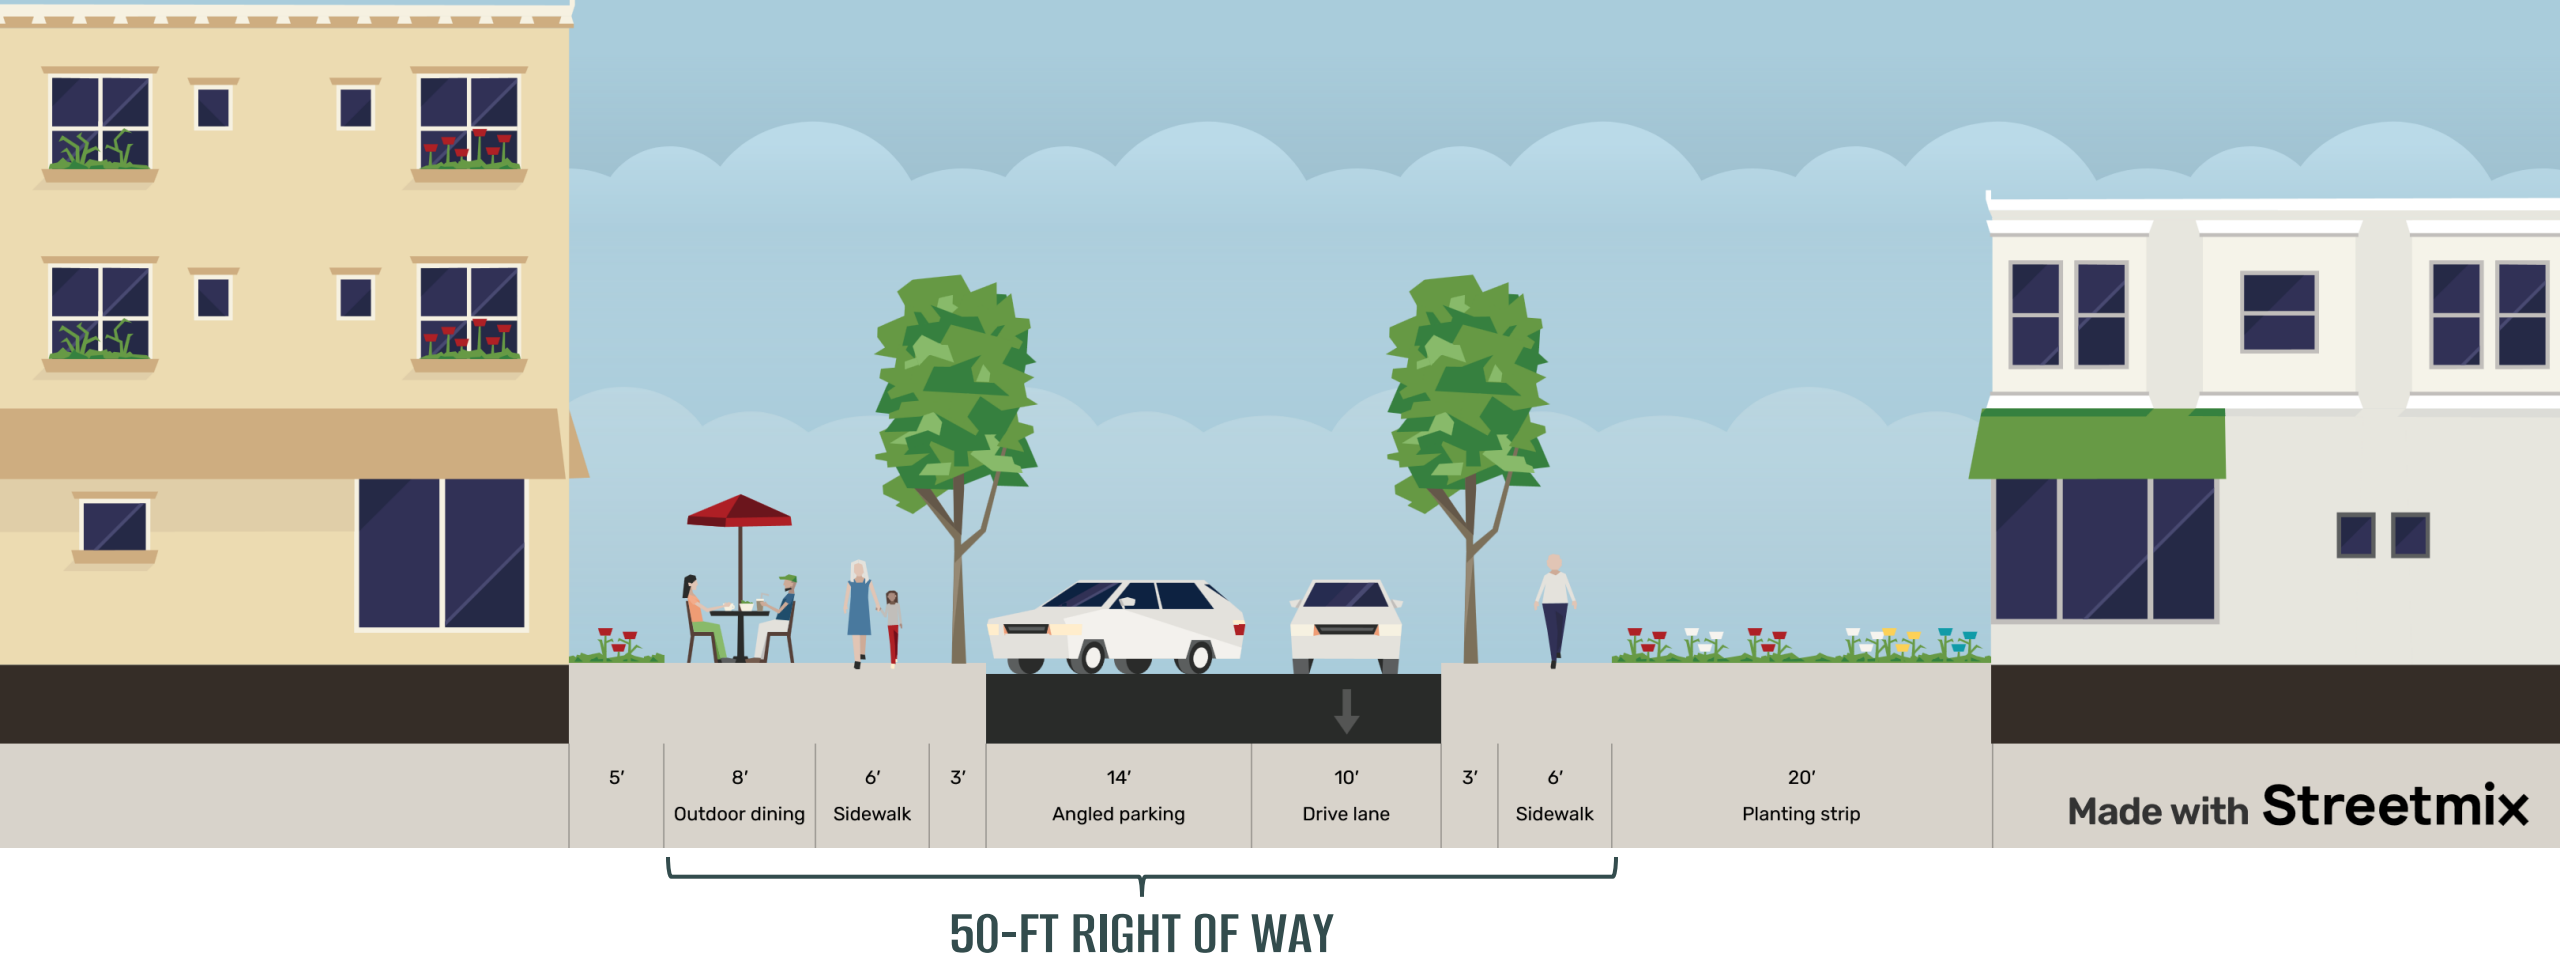 5’ 8’ 6’ 3’ 14’ 10’ 3’ 6’ 20’
Outdoor dining Sidewalk Angled parking Drive lane Sidewalk Planting strip
Made with Streetmix
50-FT RIGHT OF WAY